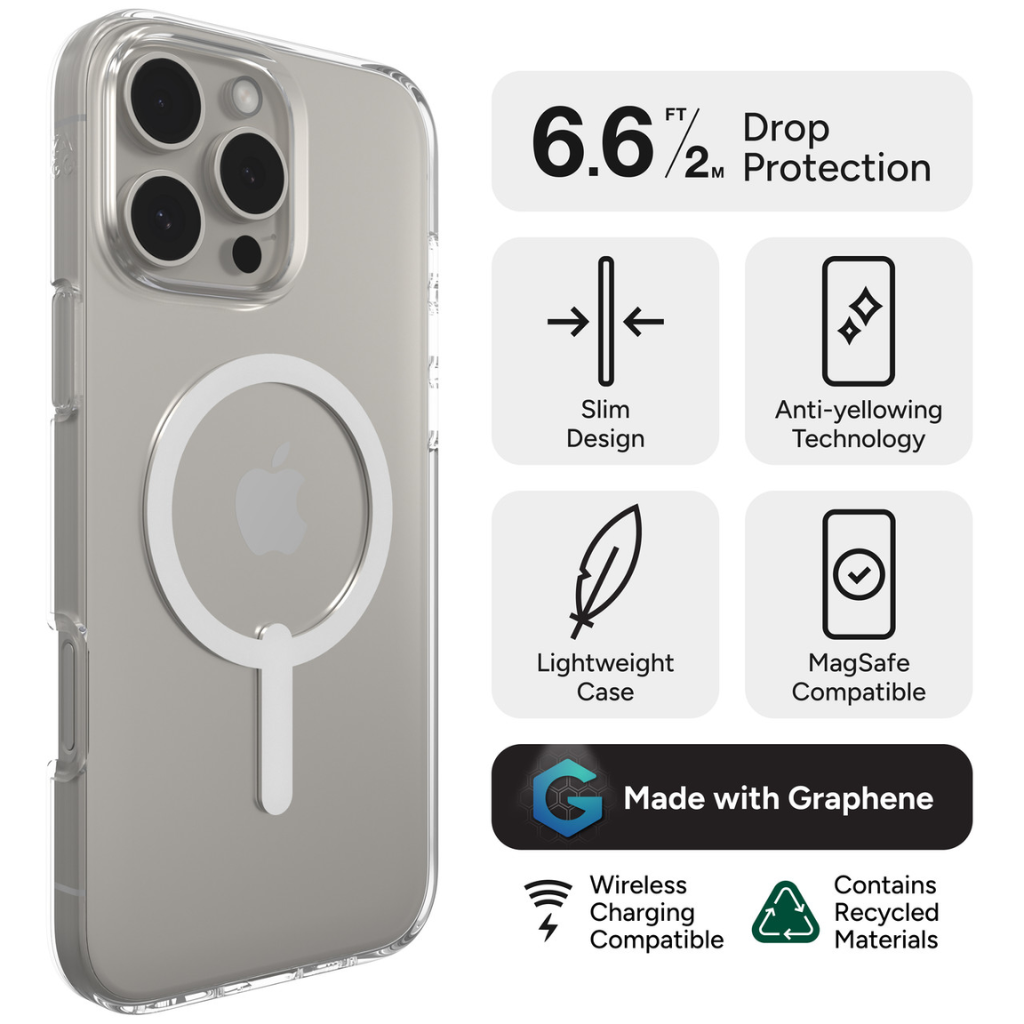 6.6 FT/2M
Drop
Protection
Slim
Design
Anti-yellowing
Technology
Lightweight
Case
MagSafe
Compatible
G Made with Graphene
Wireless
Charging
Compatible
Contains
Recycled
Materials